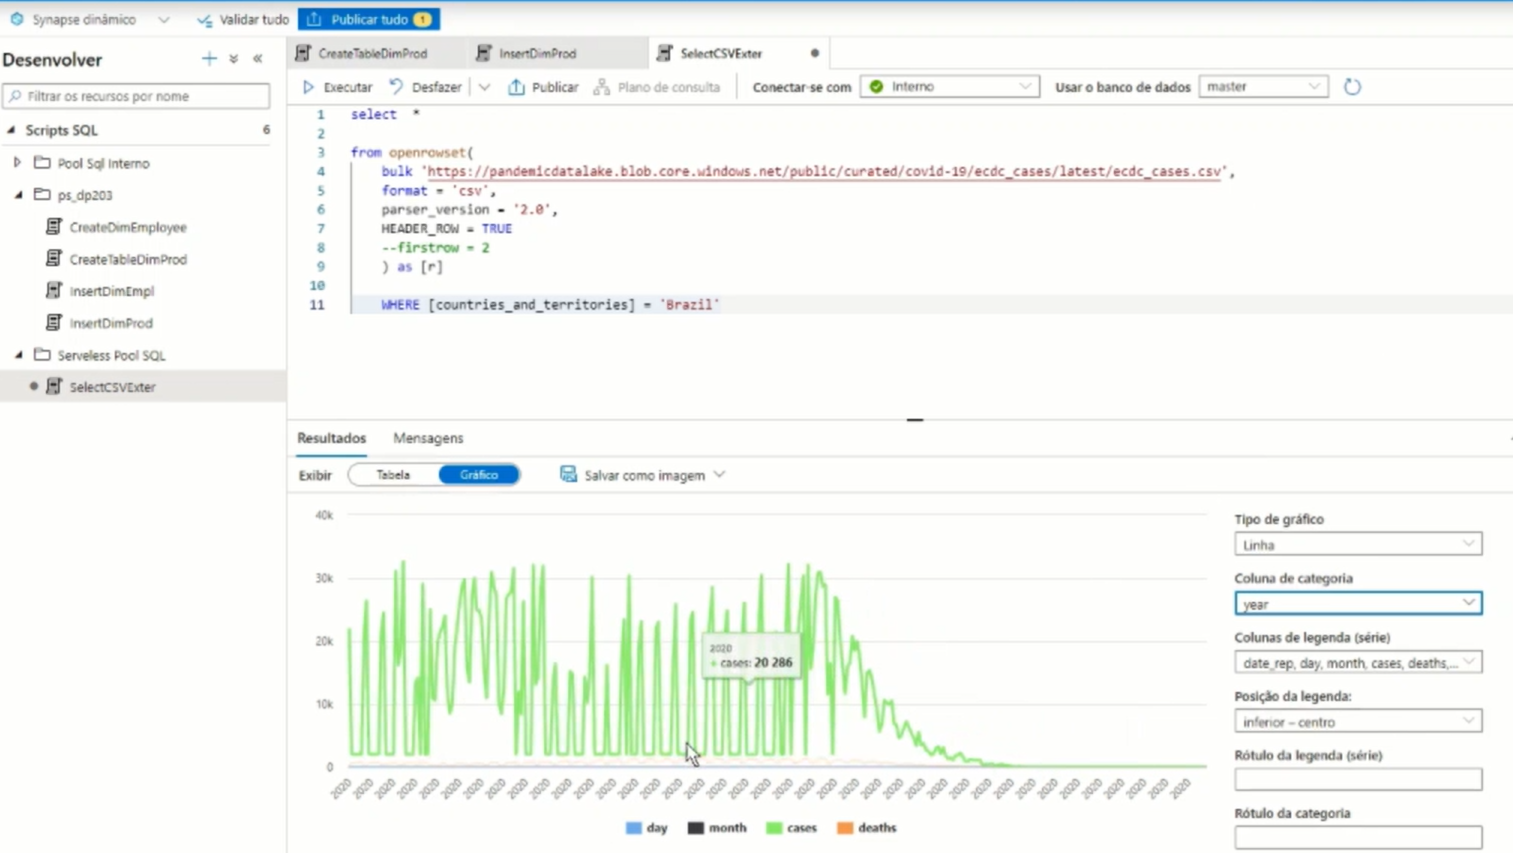 Synapse dinâmico
Validar tudo
Publicar tudo 1
Desenvolver
Filtrar os recursos por nome
Scripts SQL 6
Pool Sql Interno
ps_dp203
CreateDimEmployee
CreateTableDimProd
InsertDimEmpl
InsertDimProd
Serveless Pool SQL
SelectCSVExter
CreateTableDimProd
InsertDimProd
SelectCSVExter
Executar
Desfazer
Publicar
Plano de consulta
Conectar-se com
Interno
Usar o banco de dados
master
1 select *
2
3 from openrowset(
4 bulk 'https://pandemicdatalake.blob.core.windows.net/public/curated/covid-19/ecdc_cases/latest/ecdc_cases.csv',
5 format = 'csv',
6 parser_version = '2.0',
7 HEADER_ROW = TRUE
8 --firstrow = 2
9 ) as [r]
10
11 WHERE [countries_and_territories] = 'Brazil'
Resultados
Mensagens
Exibir
Tabela
Gráfico
Salvar como imagem
40k
30k
20k
10k
0
2020
cases: 20 286
2020 2020 2020 2020 2020 2020 2020 2020 2020 2020 2020 2020 2020 2020 2020 2020 2020 2020 2020 2020 2020 2020 2020 2020 2020 2020 2020 2020 2020 2020 2020 2020 2020 2020
day
month
cases
deaths
Tipo de gráfico
Linha
Coluna de categoria
year
Colunas de legenda (série)
date_rep, day, month, cases, deaths,...
Posição da legenda:
inferior – centro
Rótulo da legenda (série)
Rótulo da categoria